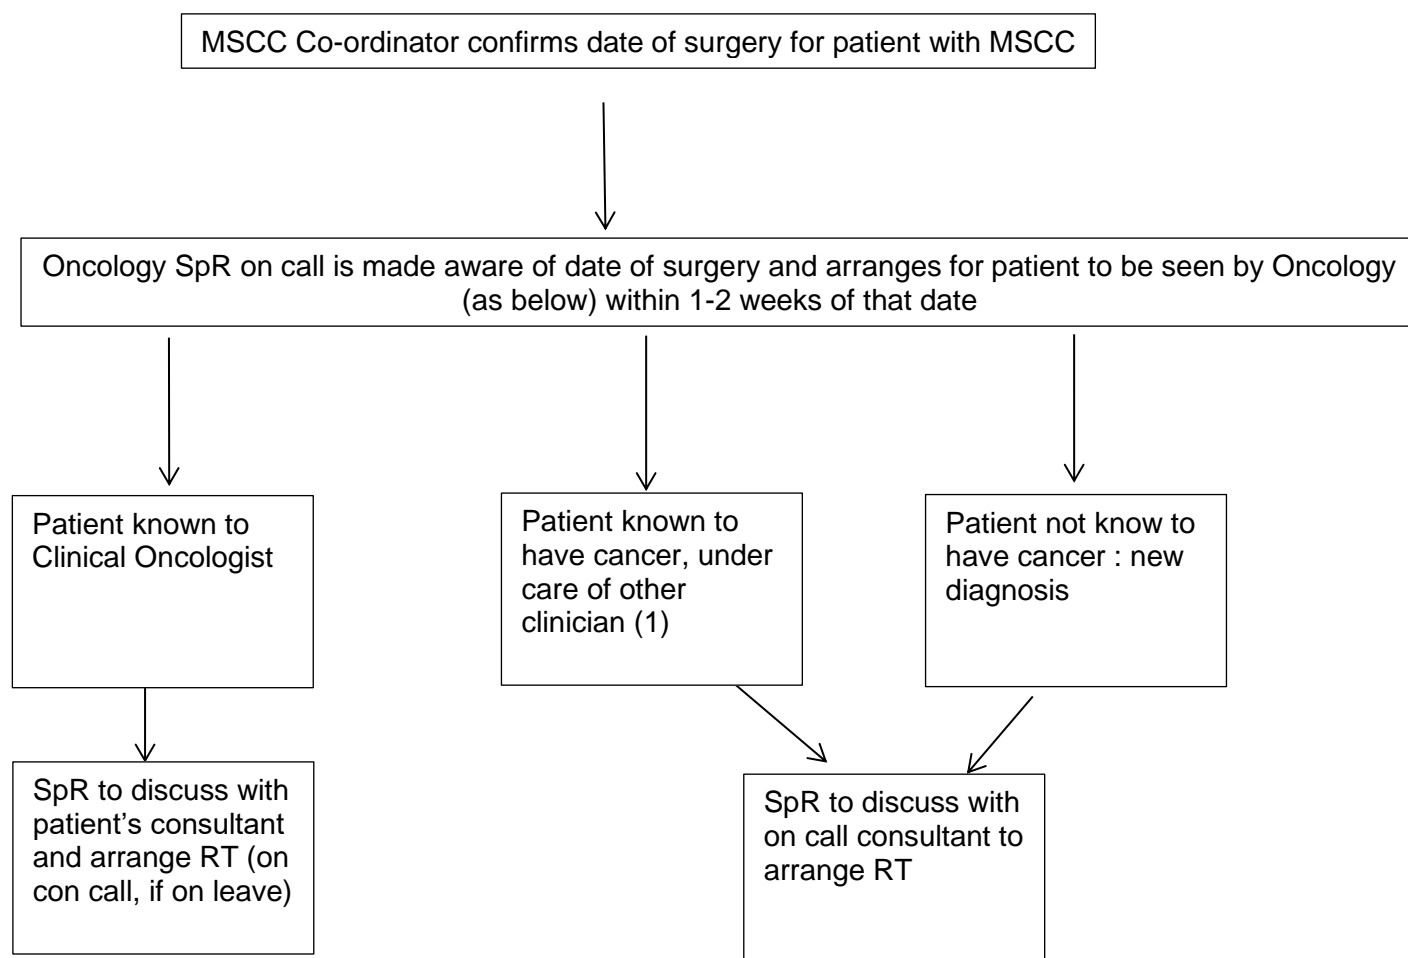 MSCC Co-ordinator confirms date of surgery for patient with MSCC
Oncology SpR on call is made aware of date of surgery and arranges for patient to be seen by Oncology
(as below) within 1-2 weeks of that date
Patient known to
Clinical Oncologist
Patient known to
have cancer, under
care of other
clinician (1)
Patient not know to
have cancer : new
diagnosis
SpR to discuss with
patient’s consultant
and arrange RT (on
con call, if on leave)
SpR to discuss with
on call consultant to
arrange RT